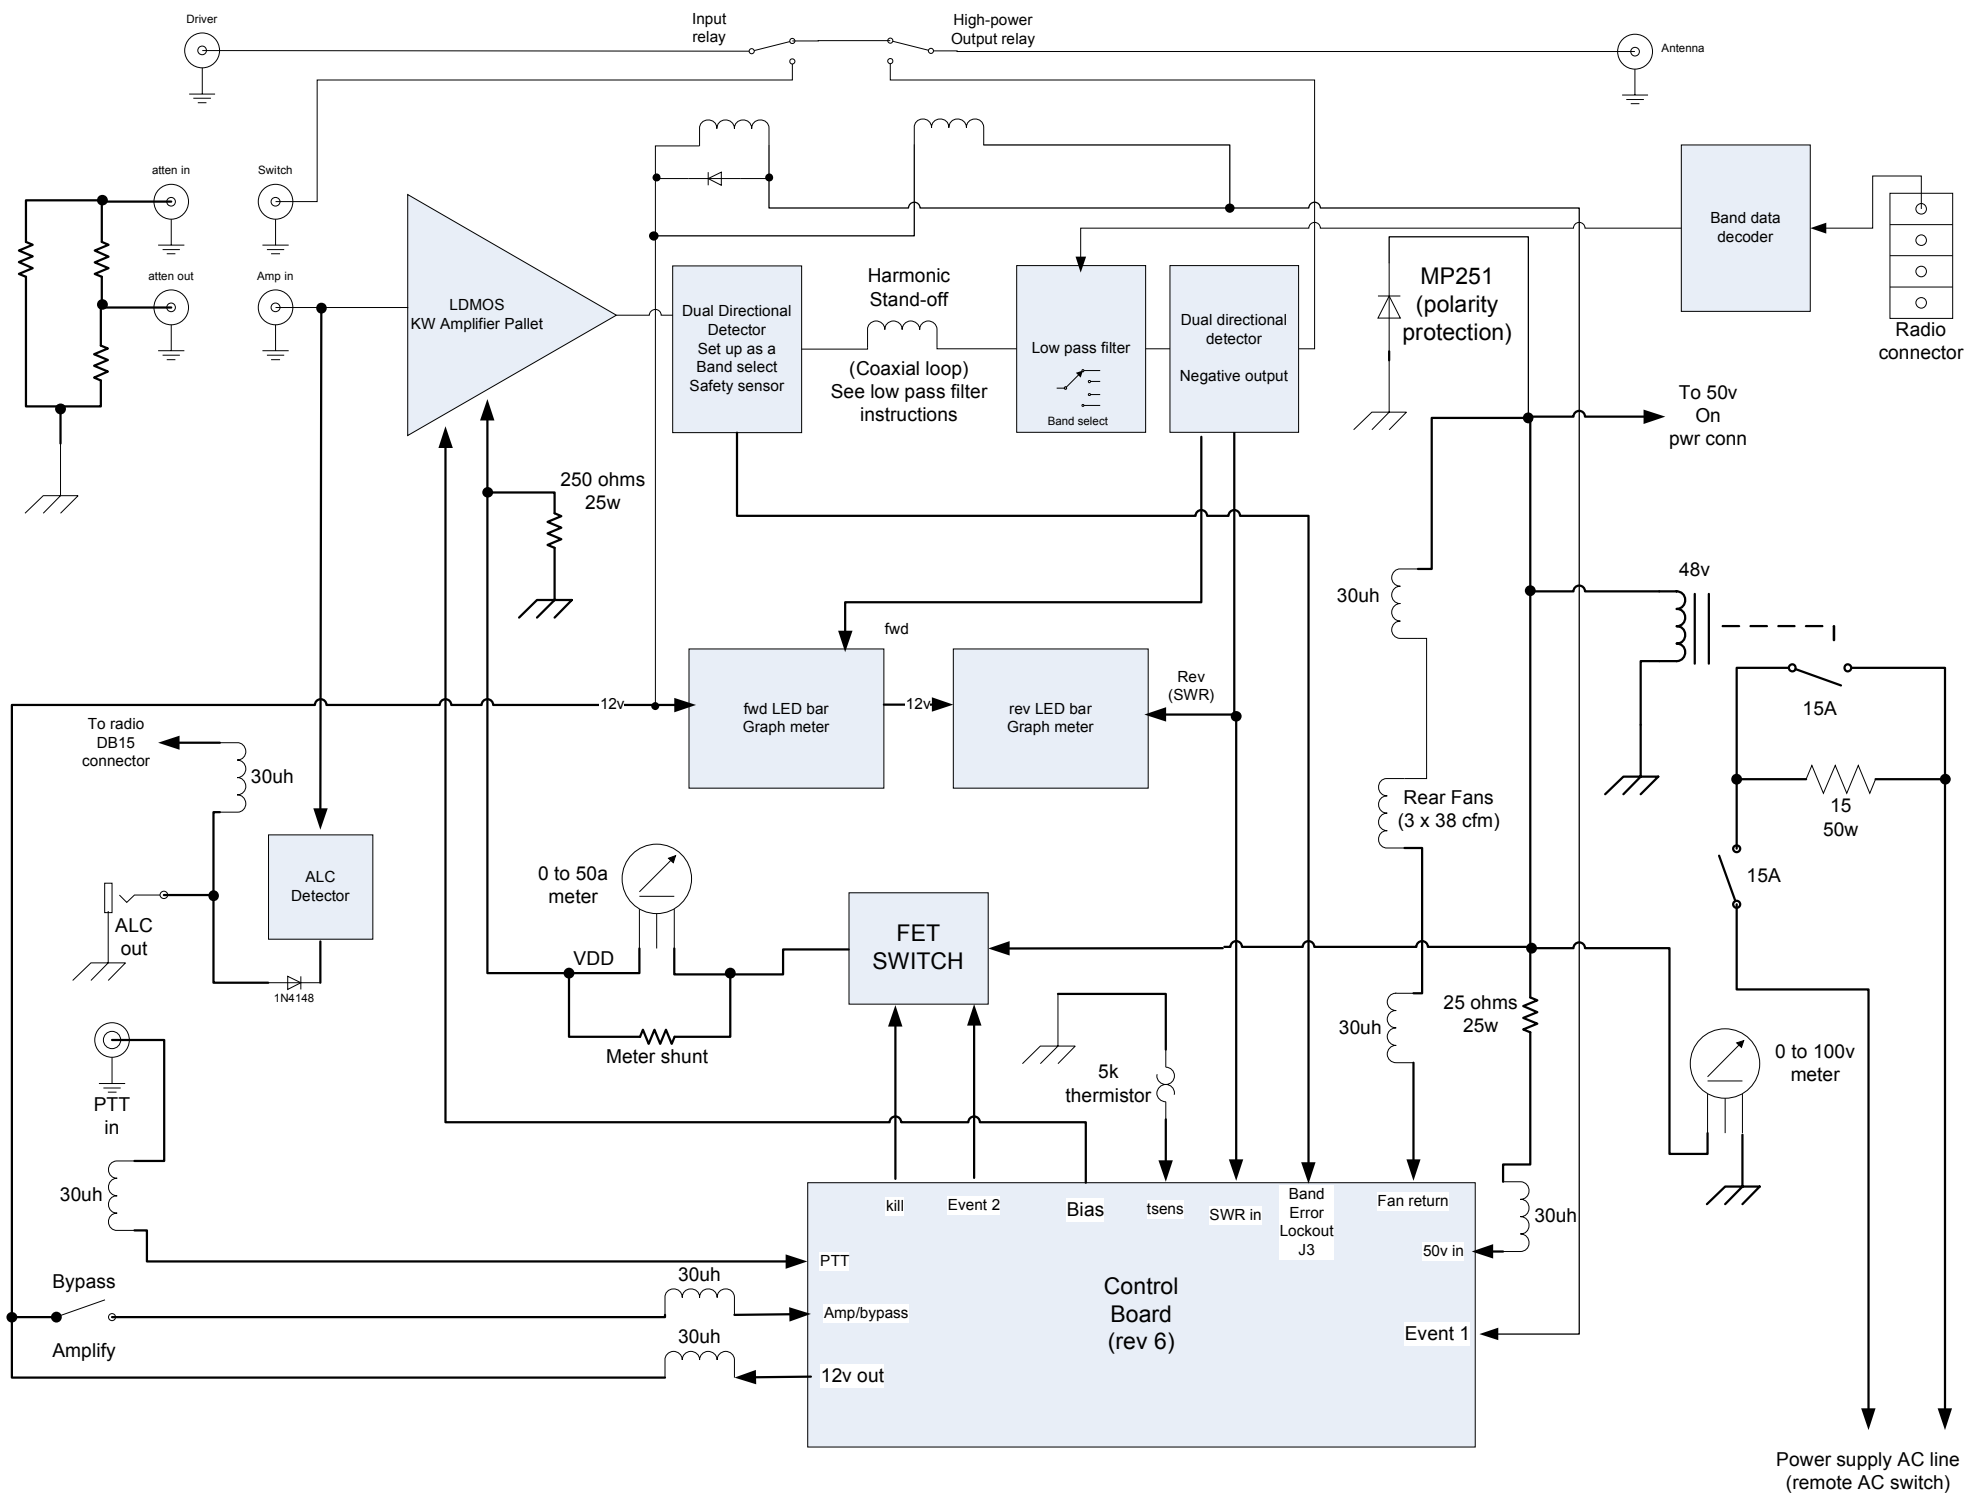 Driver
Input
relay
High-power
Output relay
Antenna
atten in
Switch
atten out
Amp in
LDMOS
KW Amplifier Pallet
Dual Directional
Detector
Set up as a
Band select
Safety sensor
Harmonic
Stand-off
(Coaxial loop)
See low pass filter
instructions
Low pass filter
Band select
Dual directional
detector
Negative output
MP251
(polarity
protection)
Band data
decoder
Radio
connector
To 50v
On
pwr conn
250 ohms
25w
30uh
48v
15A
15
50w
15A
fwd
12v
fwd LED bar
Graph meter
12v
rev LED bar
Graph meter
Rev
(SWR)
To radio
DB15
connector
30uh
Rear Fans
(3 x 38 cfm)
ALC
Detector
ALC
out
1N4148
0 to 50a
meter
VDD
Meter shunt
FET
SWITCH
5k
thermistor
30uh
25 ohms
25w
0 to 100v
meter
PTT
in
30uh
kill
Event 2
Bias
tsens
SWR in
Band
Error
Lockout
J3
Fan return
50v in
30uh
PTT
Bypass
Amplify
30uh
Amp/bypass
30uh
12v out
Control
Board
(rev 6)
Event 1
Power supply AC line
(remote AC switch)